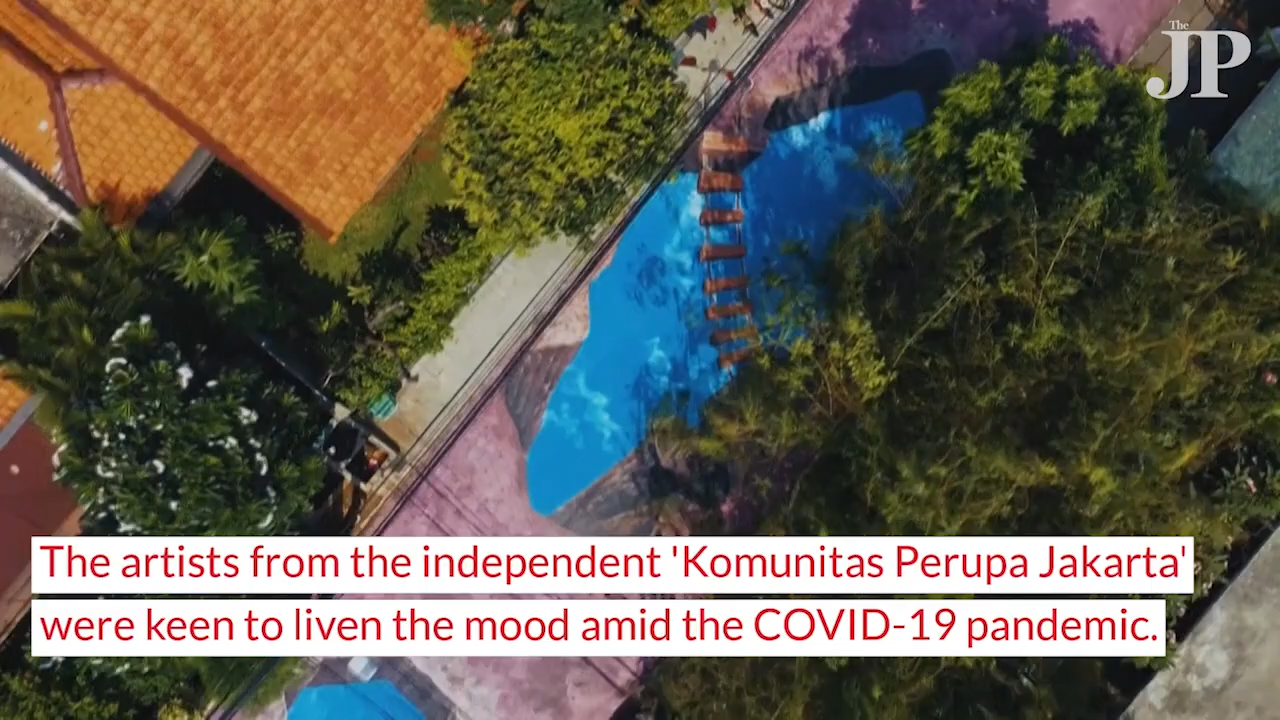 The
JP
The artists from the independent 'Komunitas Perupa Jakarta'
were keen to liven the mood amid the COVID-19 pandemic.